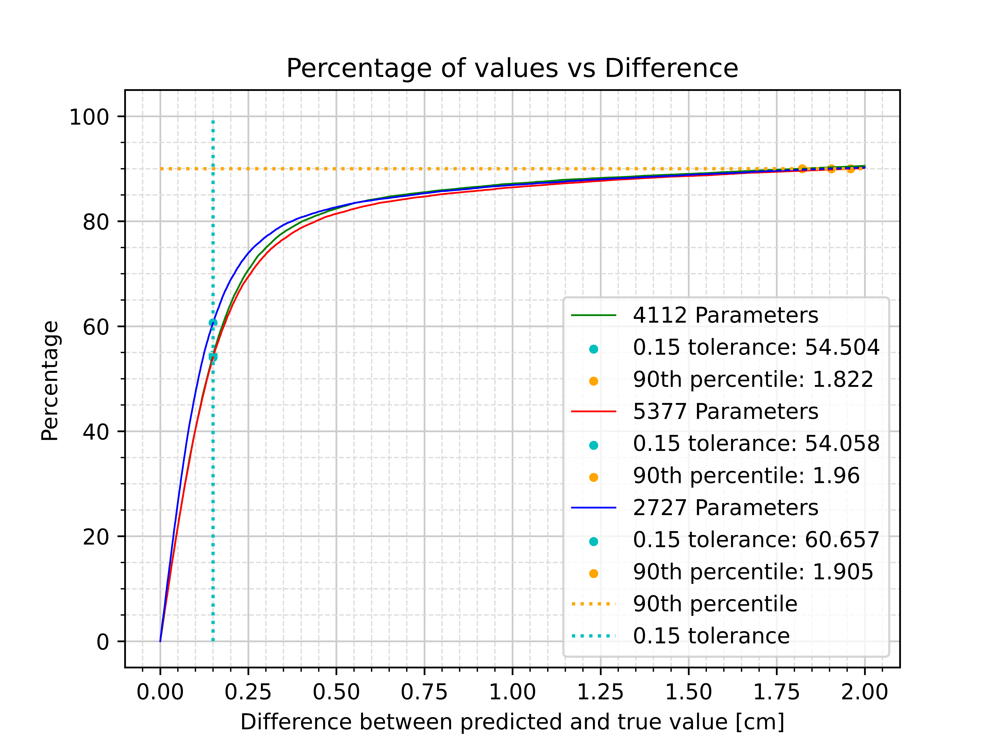 Percentage of values vs Difference
100
80
60
40
20
0
Percentage
4112 Parameters
0.15 tolerance: 54.504
90th percentile: 1.822
5377 Parameters
0.15 tolerance: 54.058
90th percentile: 1.96
2727 Parameters
0.15 tolerance: 60.657
90th percentile: 1.905
90th percentile
0.15 tolerance
0.00 0.25 0.50 0.75 1.00 1.25 1.50 1.75 2.00
Difference between predicted and true value [cm]